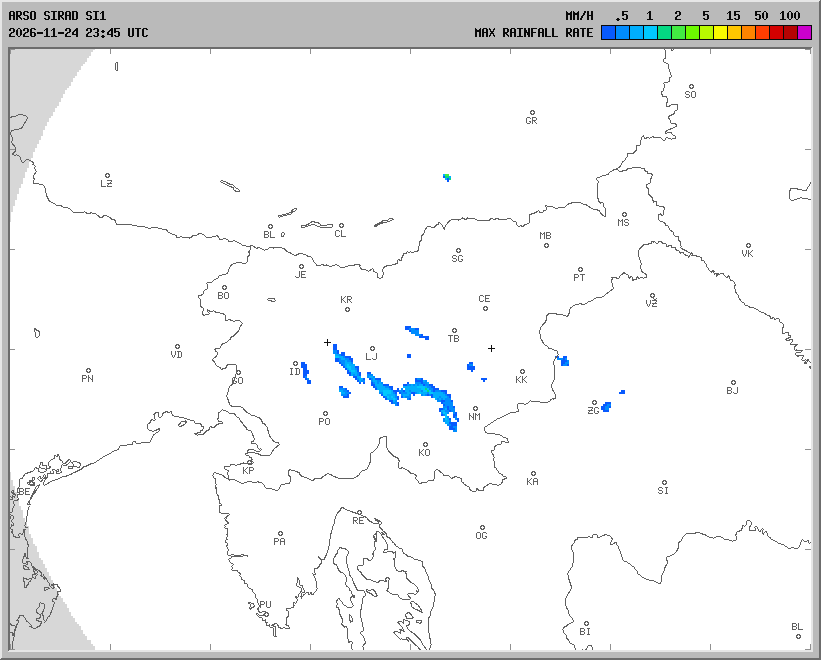 ARSO SIRAD SI1
2026-11-24 23:45 UTC
MM/H .5 1 2 5 15 50 100
MAX RAINFALL RATE
SO
GR
LZ
MS
BL
CL
MB
VK
SG
JE
PT
BO
KR
CE
VZ
TB
VD
LJ
ID
PN
GO
KK
BJ
ZG
PO
NM
KO
KP
KA
BE
SI
RE
OG
PA
PU
BI
BL